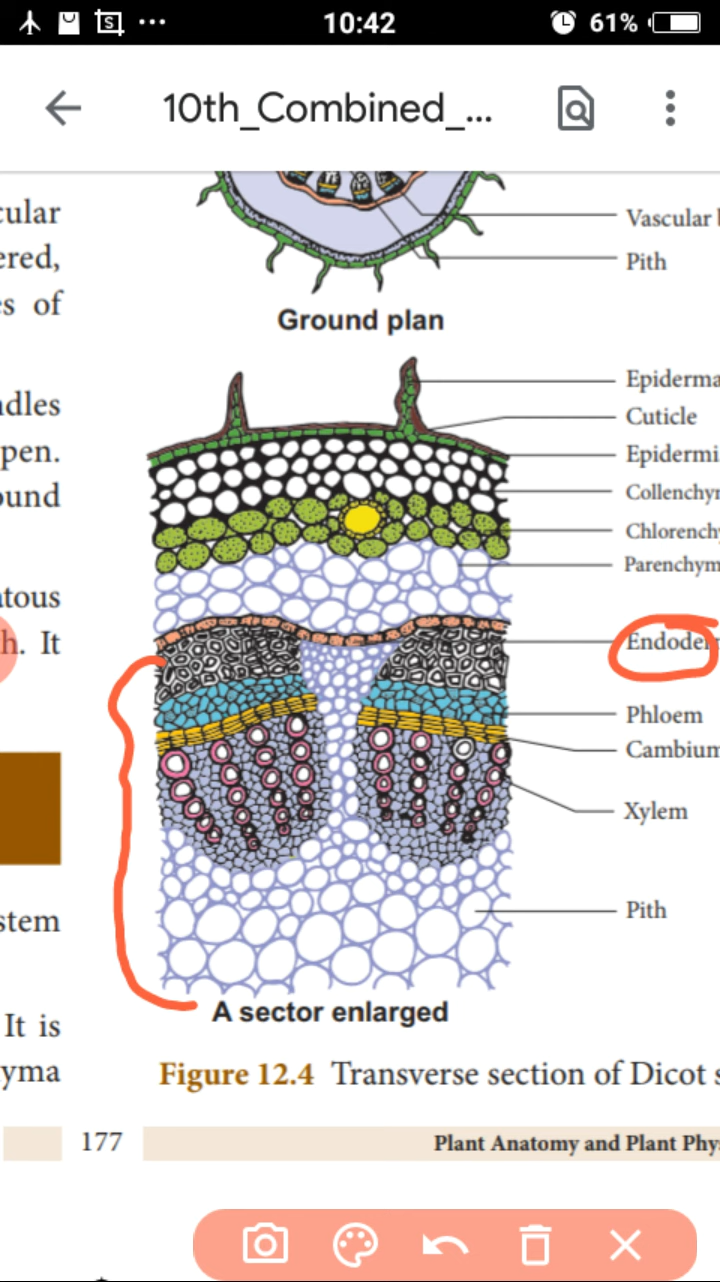 10:42
61%
10th_Combined_...
cular
ered,
es of
ndles
pen.
ound
atous
h. It
stem
It is
yma
Vascular
Pith
Ground plan
Epiderma
Cuticle
Epidermi
Collenchy
Chlorench
Parenchym
Endode
Phloem
Cambium
Xylem
Pith
A sector enlarged
Figure 12.4 Transverse section of Dicot s
177
Plant Anatomy and Plant Phy